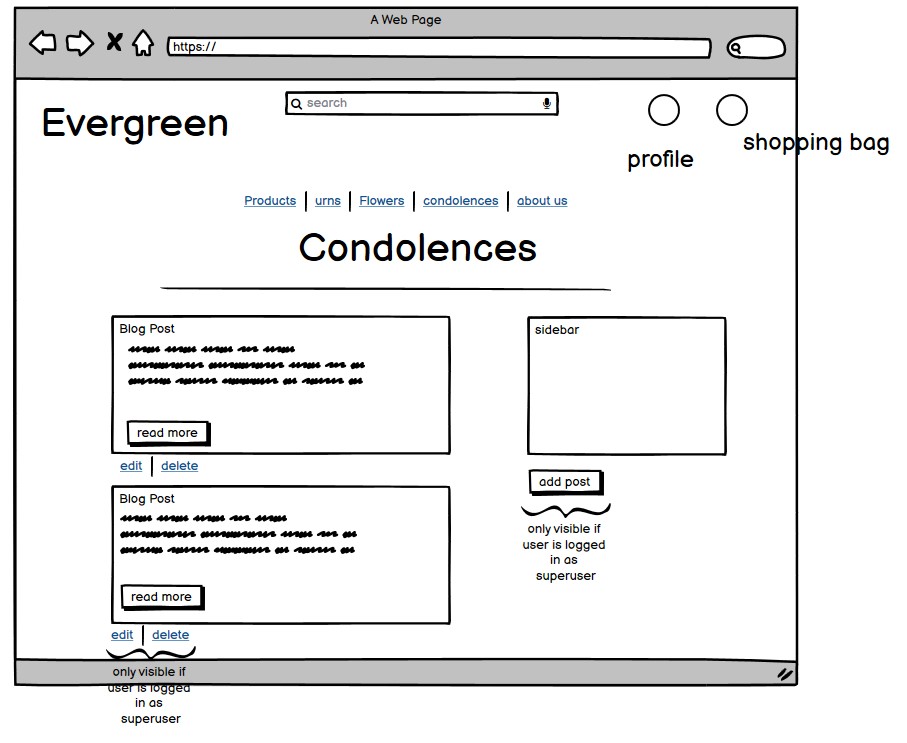 A Web Page
https://
search
Evergreen
profile
shopping bag
Products urns Flowers condolences about us
Condolences
Blog Post
read more
edit delete
Blog Post
read more
edit delete
only visible if
user is logged
in as
superuser
sidebar
add post
only visible if
user is logged
in as
superuser